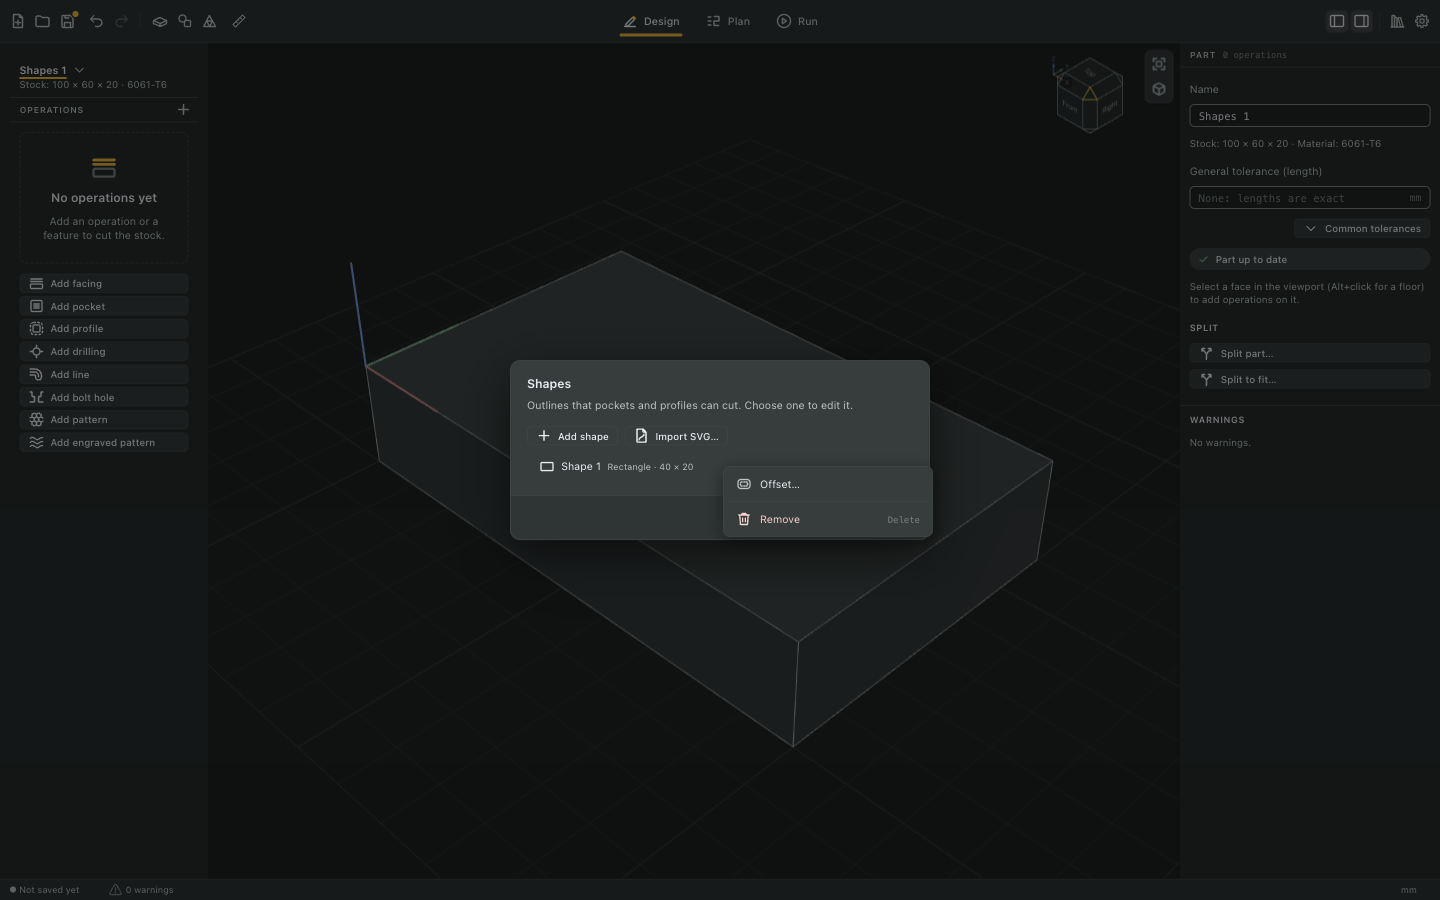 Design
Plan
Run
Shapes 1
Stock: 100 × 60 × 20 · 6061-T6
OPERATIONS
No operations yet
Add an operation or a
feature to cut the stock.
Add facing
Add pocket
Add profile
Add drilling
Add line
Add bolt hole
Add pattern
Add engraved pattern
Top
Front
Right
Shapes
Outlines that pockets and profiles can cut. Choose one to edit it.
Add shape
Import SVG...
Shape 1 Rectangle · 40 × 20
Offset...
Remove Delete
PART 0 operations
Name
Shapes 1
Stock: 100 × 60 × 20 · Material: 6061-T6
General tolerance (length)
None: lengths are exact mm
Common tolerances
Part up to date
Select a face in the viewport (Alt+click for a floor)
to add operations on it.
SPLIT
Split part...
Split to fit...
WARNINGS
No warnings.
Not saved yet
0 warnings
mm